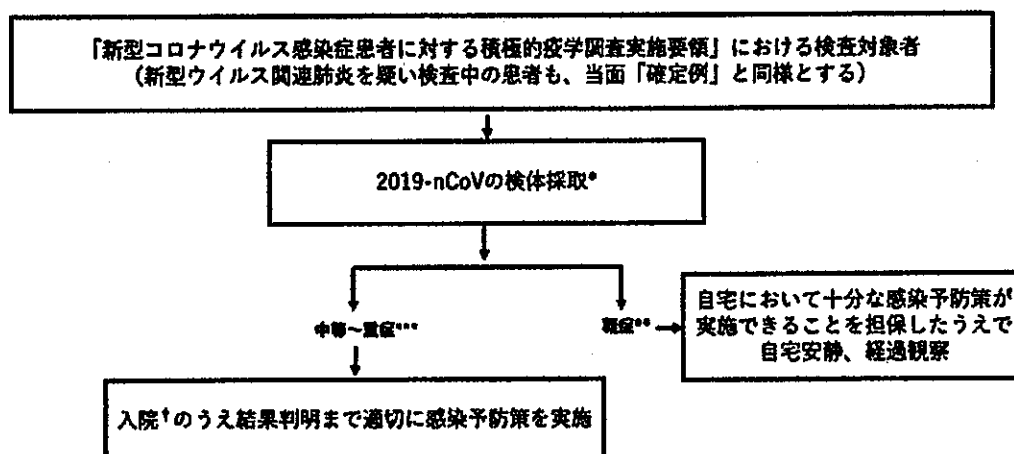 「新型コロナウイルス感染症患者に対する積極的疫学調査実施要領」における検査対象者
(新型ウイルス関連肺炎を疑い検査中の患者も、当面「確定例」と同様とする)
2019-nCoVの検体採取*
中等~重症***
軽症**
自宅において十分な感染予防策が
実施できることを担保したうえで
自宅安静、経過観察
入院†のうえ結果判明まで適切に感染予防策を実施